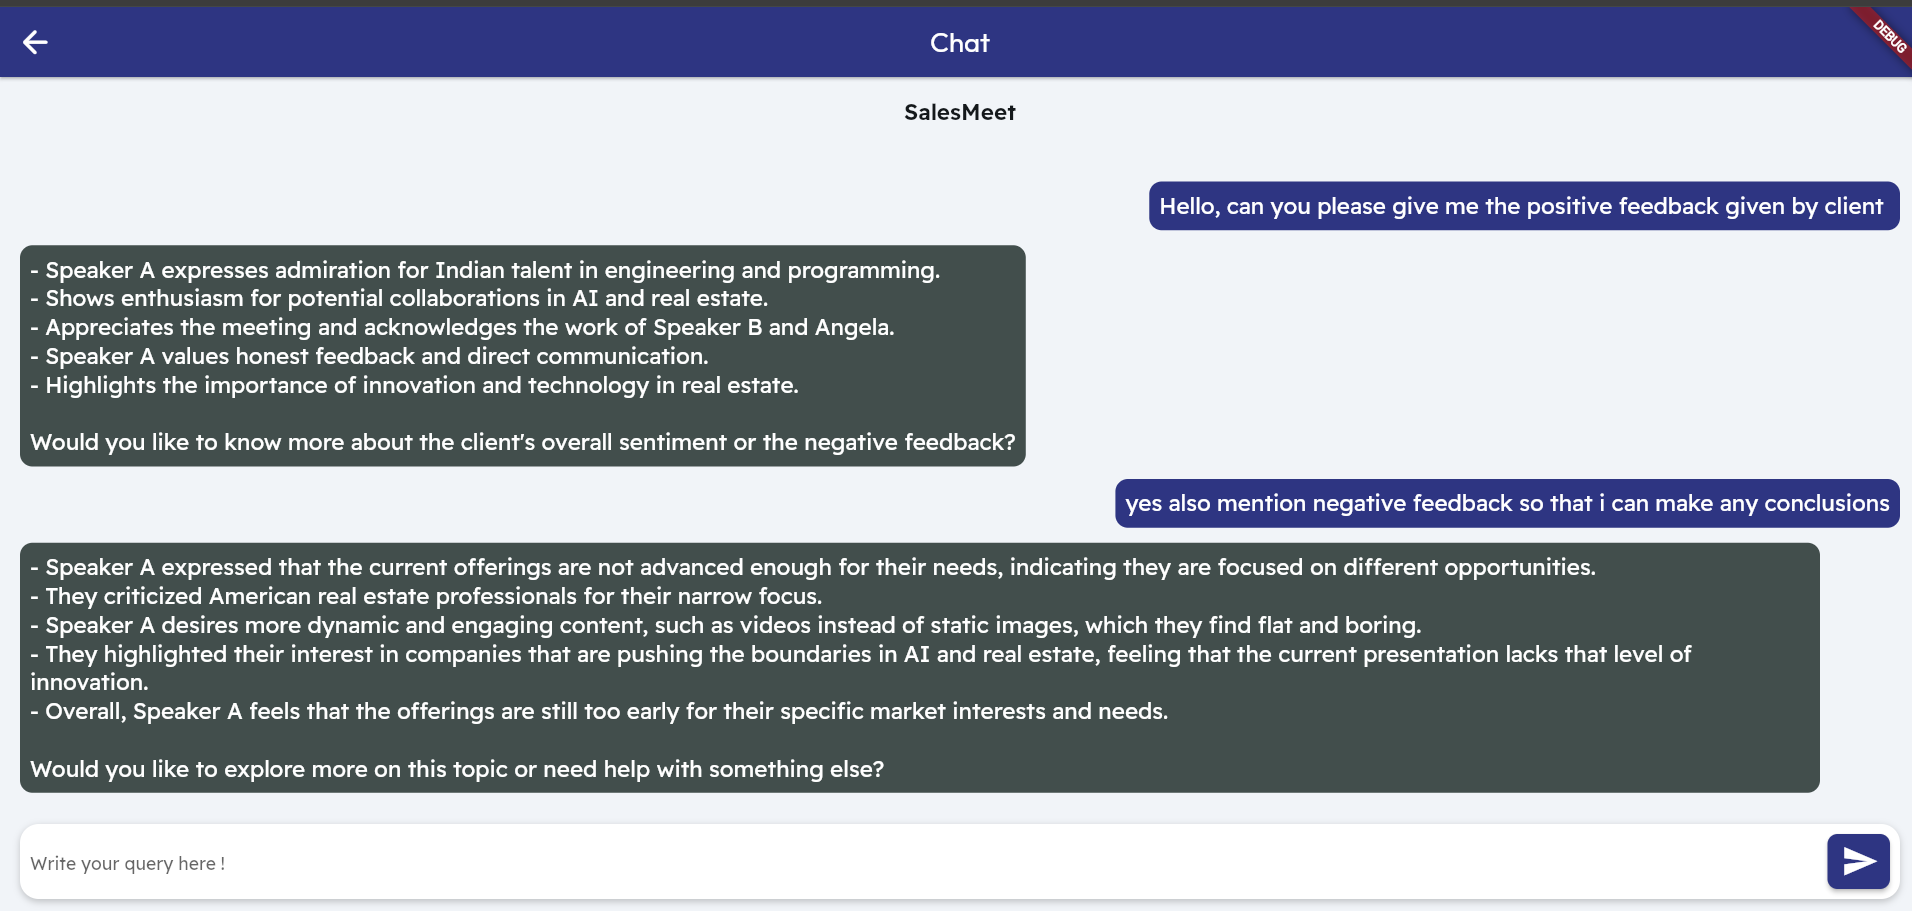 Chat
DEBUG
SalesMeet
Hello, can you please give me the positive feedback given by client
- Speaker A expresses admiration for Indian talent in engineering and programming.
- Shows enthusiasm for potential collaborations in AI and real estate.
- Appreciates the meeting and acknowledges the work of Speaker B and Angela.
- Speaker A values honest feedback and direct communication.
- Highlights the importance of innovation and technology in real estate.
Would you like to know more about the client's overall sentiment or the negative feedback?
yes also mention negative feedback so that i can make any conclusions
- Speaker A expressed that the current offerings are not advanced enough for their needs, indicating they are focused on different opportunities.
- They criticized American real estate professionals for their narrow focus.
- Speaker A desires more dynamic and engaging content, such as videos instead of static images, which they find flat and boring.
- They highlighted their interest in companies that are pushing the boundaries in AI and real estate, feeling that the current presentation lacks that level of
innovation.
- Overall, Speaker A feels that the offerings are still too early for their specific market interests and needs.
Would you like to explore more on this topic or need help with something else?
Write your query here !